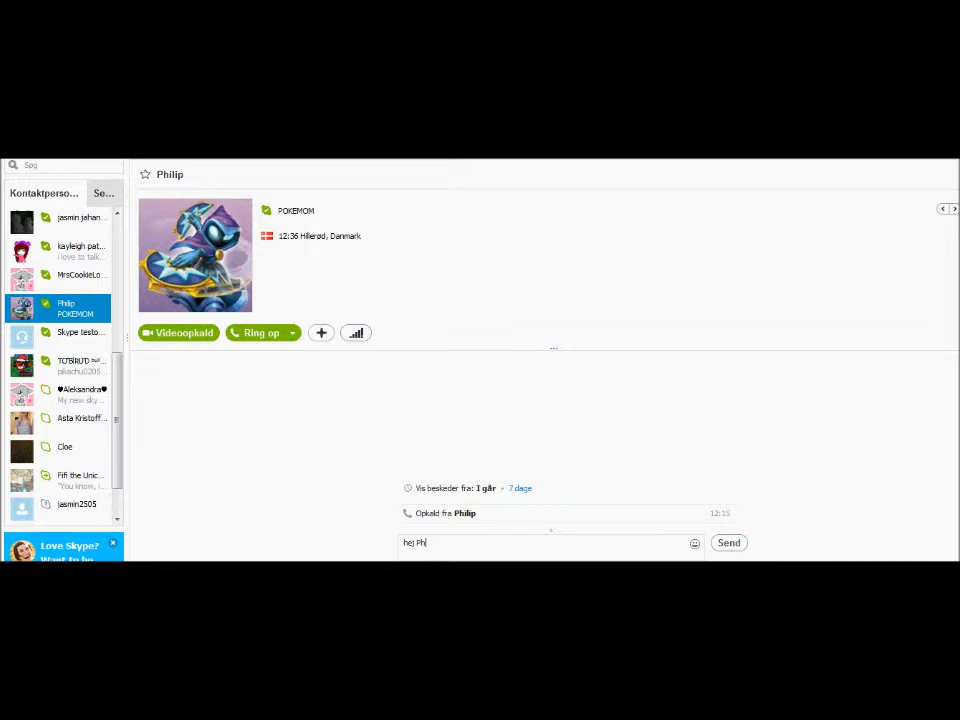 Søg
Kontaktperso... Se...
jasmin jahan...
kayleigh pat...
i love to talk...
MrsCookieLo...
Philip
POKEMOM
Skype testo...
pikachu0205...
♥Aleksandra♥
My new sky...
Asta Kristoff...
Cloe
Fifi the Unic...
"You know, i...
jasmin2505
Love Skype?
Want to be
Philip
POKEMOM
12:36 Hillerød, Danmark
Videoopkald Ring op
Vis beskeder fra: I går • 7 dage
Opkald fra Philip 12:15
hej Ph
Send